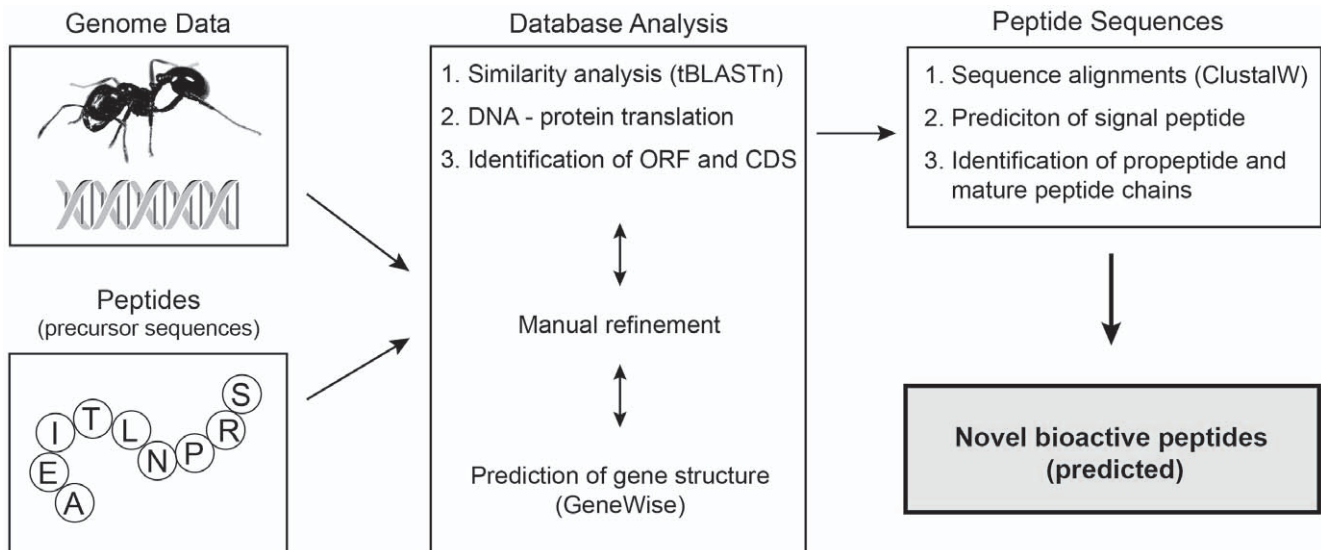 Genome Data
Peptides
(precursor sequences)
A
E
I
T
L
N
P
R
S
Database Analysis
1. Similarity analysis (tBLASTn)
2. DNA - protein translation
3. Identification of ORF and CDS
Manual refinement
Prediction of gene structure
(GeneWise)
Peptide Sequences
1. Sequence alignments (ClustalW)
2. Prediciton of signal peptide
3. Identification of propeptide and
mature peptide chains
Novel bioactive peptides
(predicted)